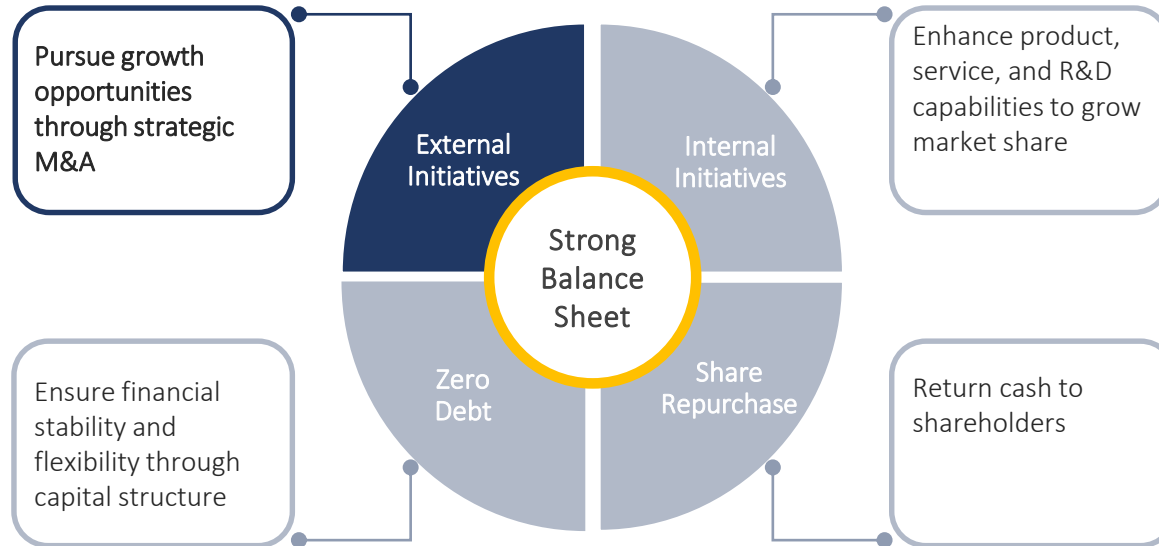 Pursue growth
opportunities
through strategic
M&A
External
Initiatives
Internal
Initiatives
Enhance product,
service, and R&D
capabilities to grow
market share
Strong
Balance
Sheet
Ensure financial
stability and
flexibility through
capital structure
Zero
Debt
Share
Repurchase
Return cash to
shareholders